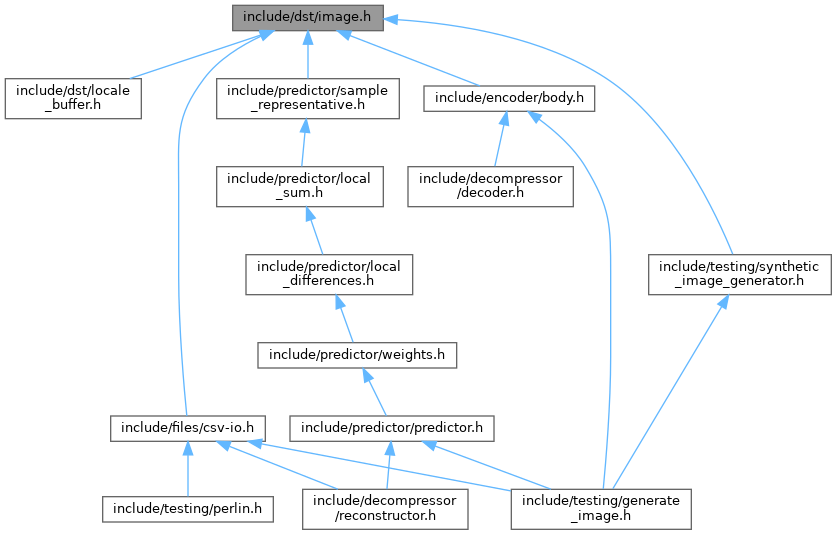 include/dst/image.h
include/dst/locale
_buffer.h
include/predictor/sample
_representative.h
include/encoder/body.h
include/predictor/local
_sum.h
include/decompressor
/decoder.h
include/predictor/local
_differences.h
include/testing/synthetic
_image_generator.h
include/predictor/weights.h
include/files/csv-io.h
include/predictor/predictor.h
include/testing/perlin.h
include/decompressor
/reconstructor.h
include/testing/generate
_image.h